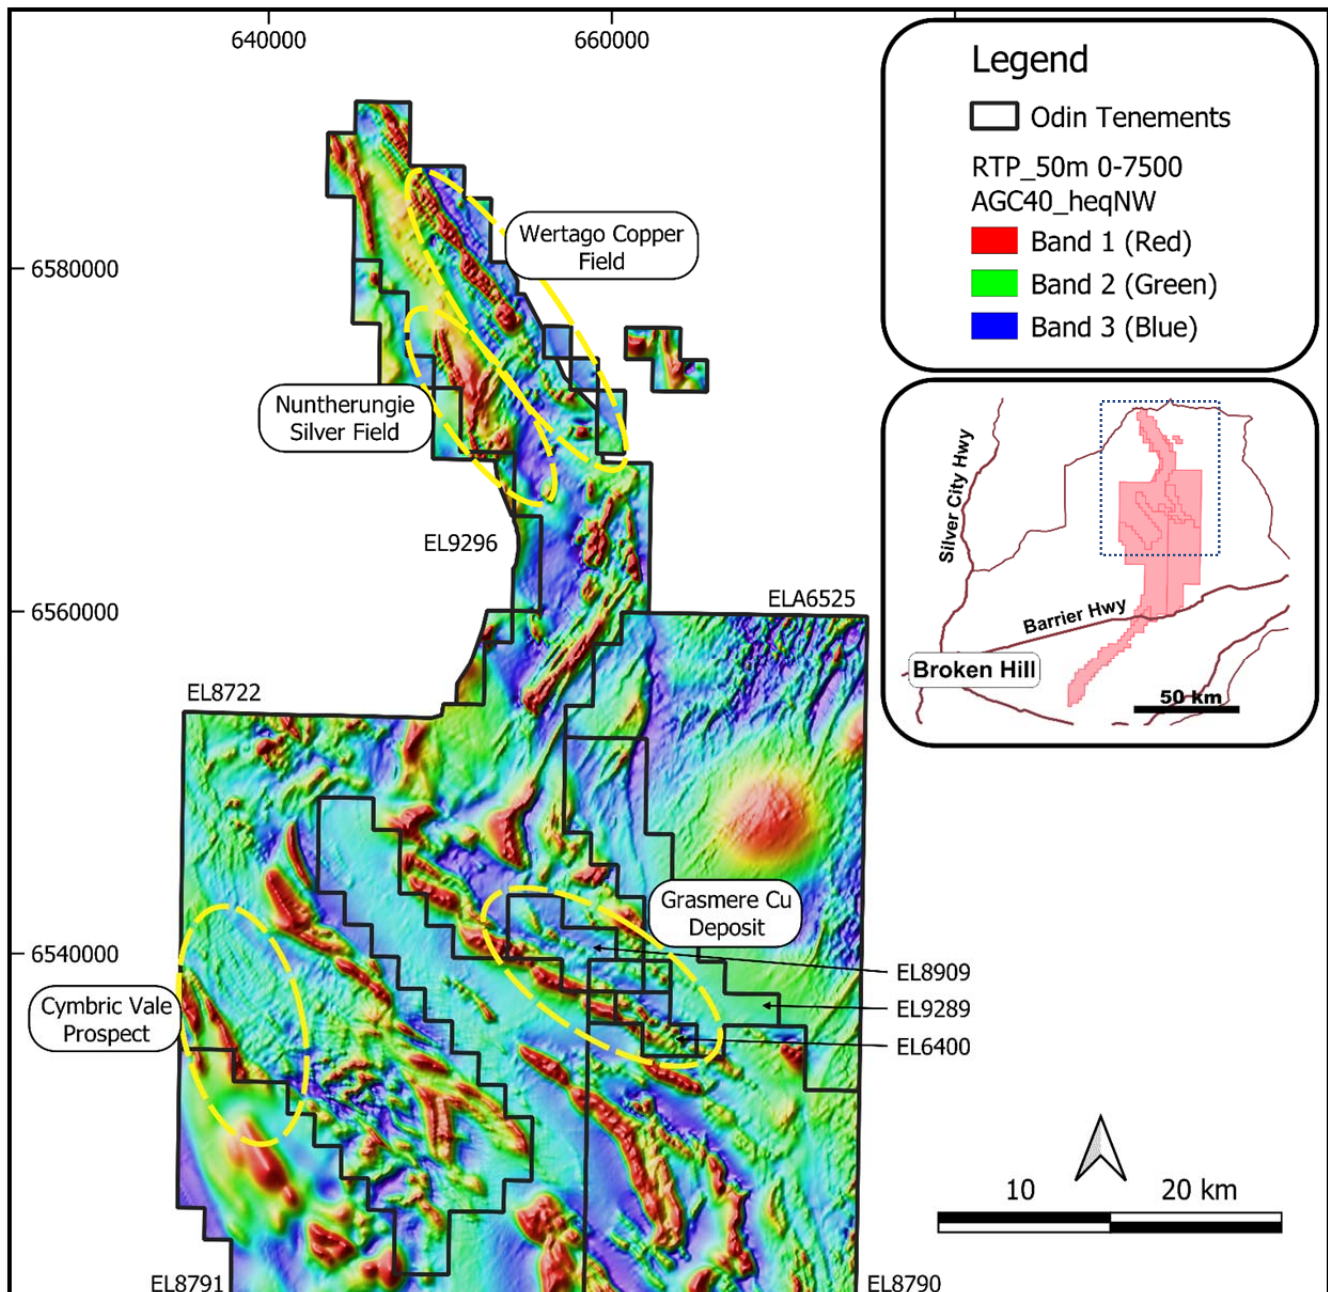 640000
660000
Legend
Odin Tenements
RTP_50m 0-7500
AGC40_heqNW
Band 1 (Red)
Band 2 (Green)
Band 3 (Blue)
Wertago Copper
Field
6580000
Nuntherungie
Silver Field
EL9296
6560000
ELA6525
EL8722
Silver City Hwy
Barrier Hwy
Broken Hill
50 km
Grasmere Cu
Deposit
6540000
EL8909
EL9289
EL6400
Cymbric Vale
Prospect
10
20 km
EL8791
EL8790